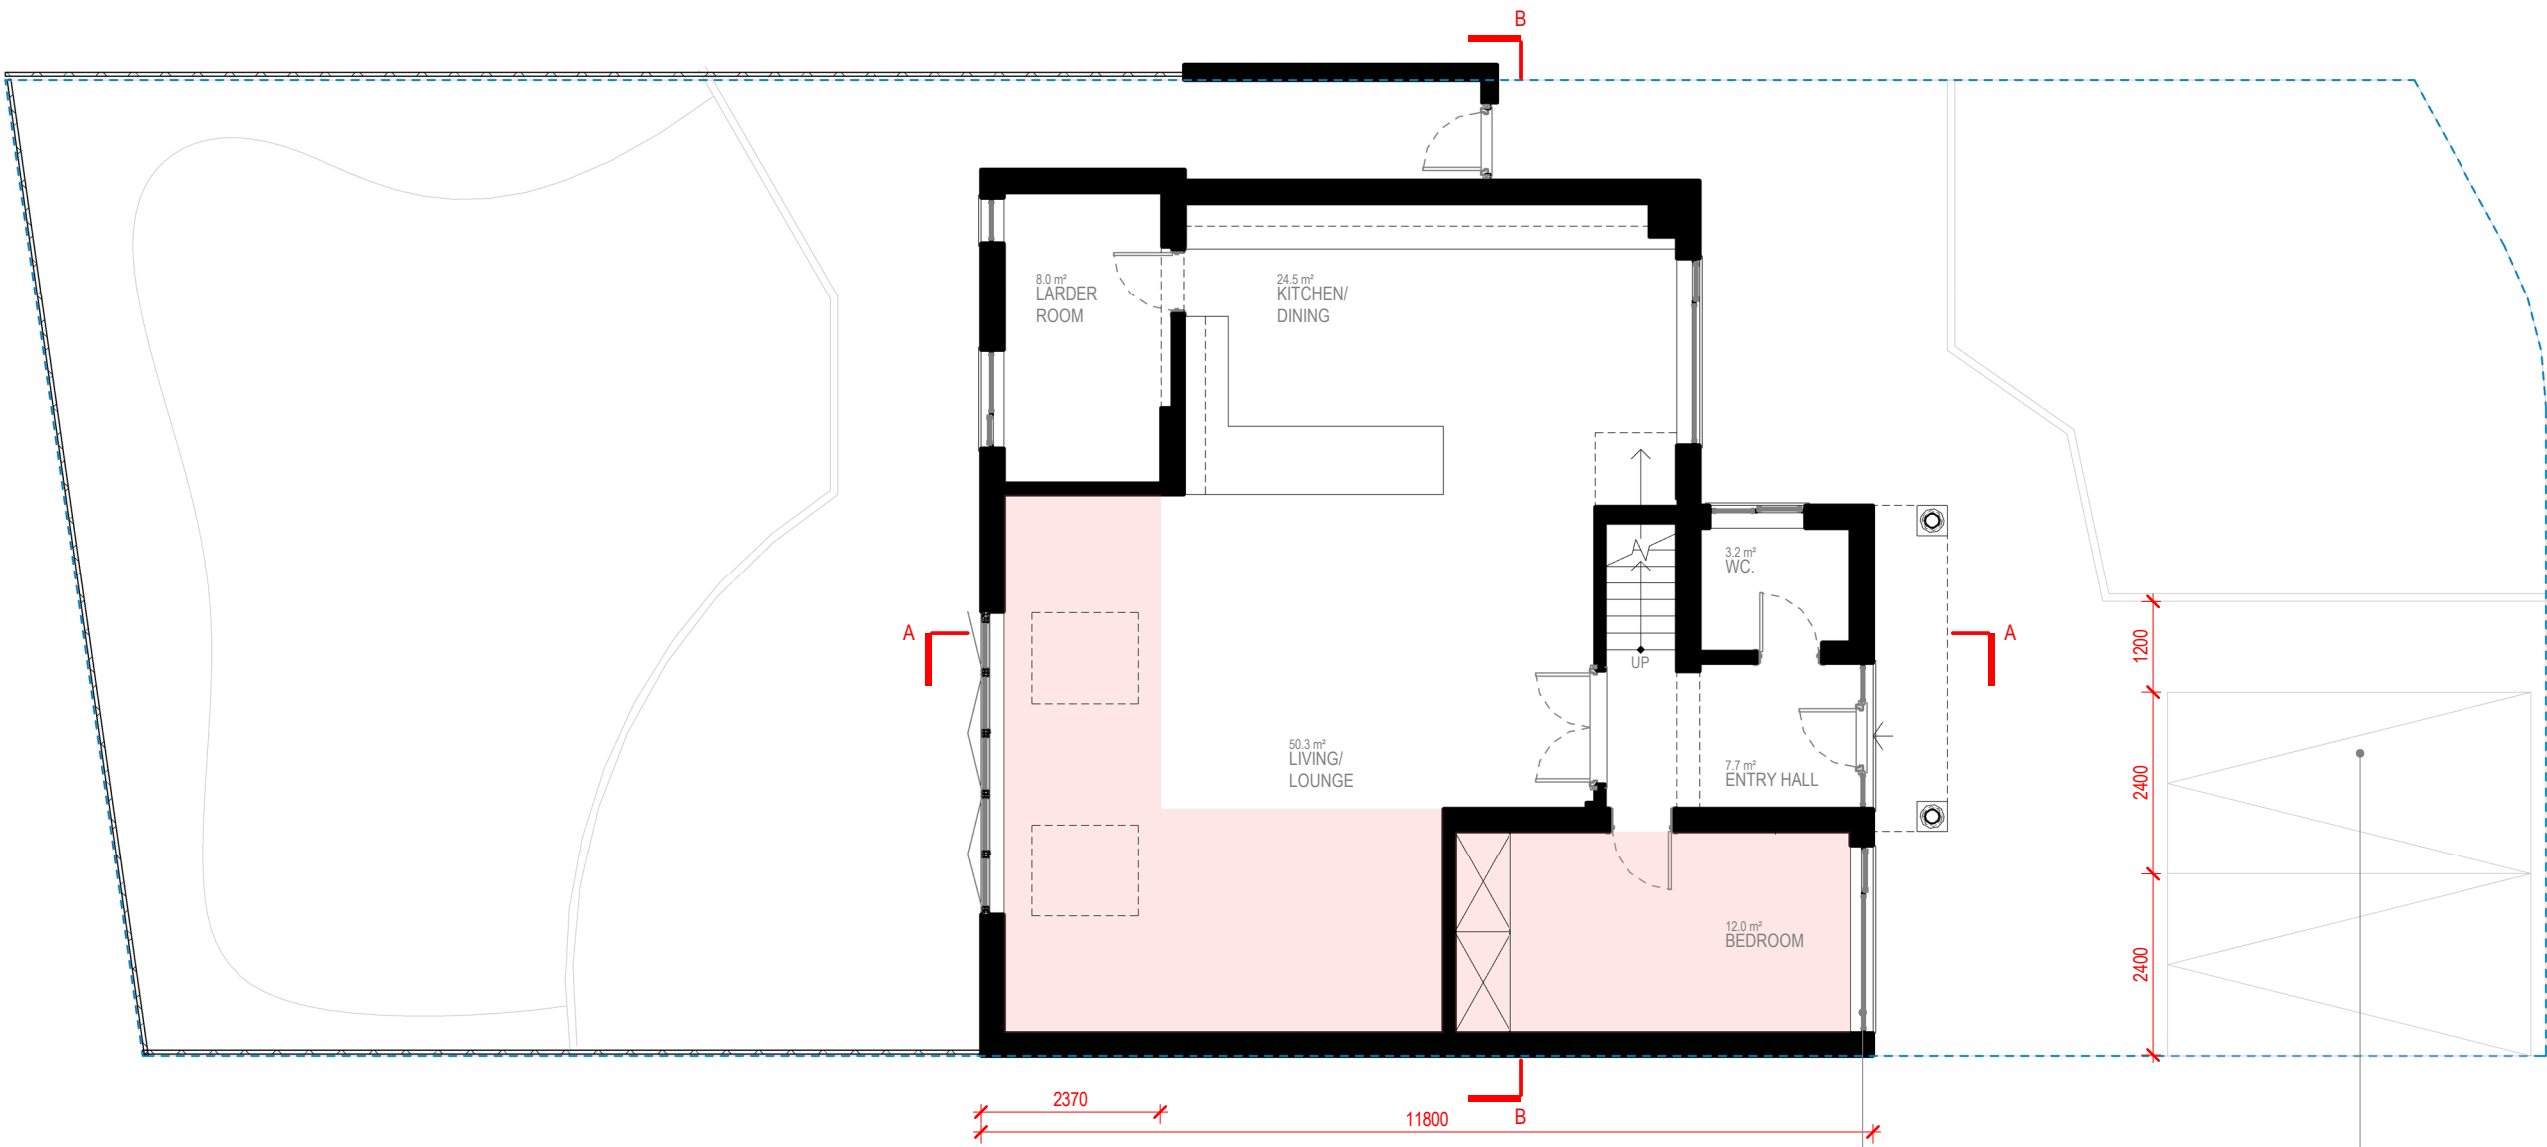 B
8.0 m²
LARDER
ROOM
24.5 m²
KITCHEN/
DINING
3.2 m²
WC.
A
A
UP
1200
50.3 m²
LIVING/
LOUNGE
7.7 m²
ENTRY HALL
2400
12.0 m²
BEDROOM
2400
2370
11800
B